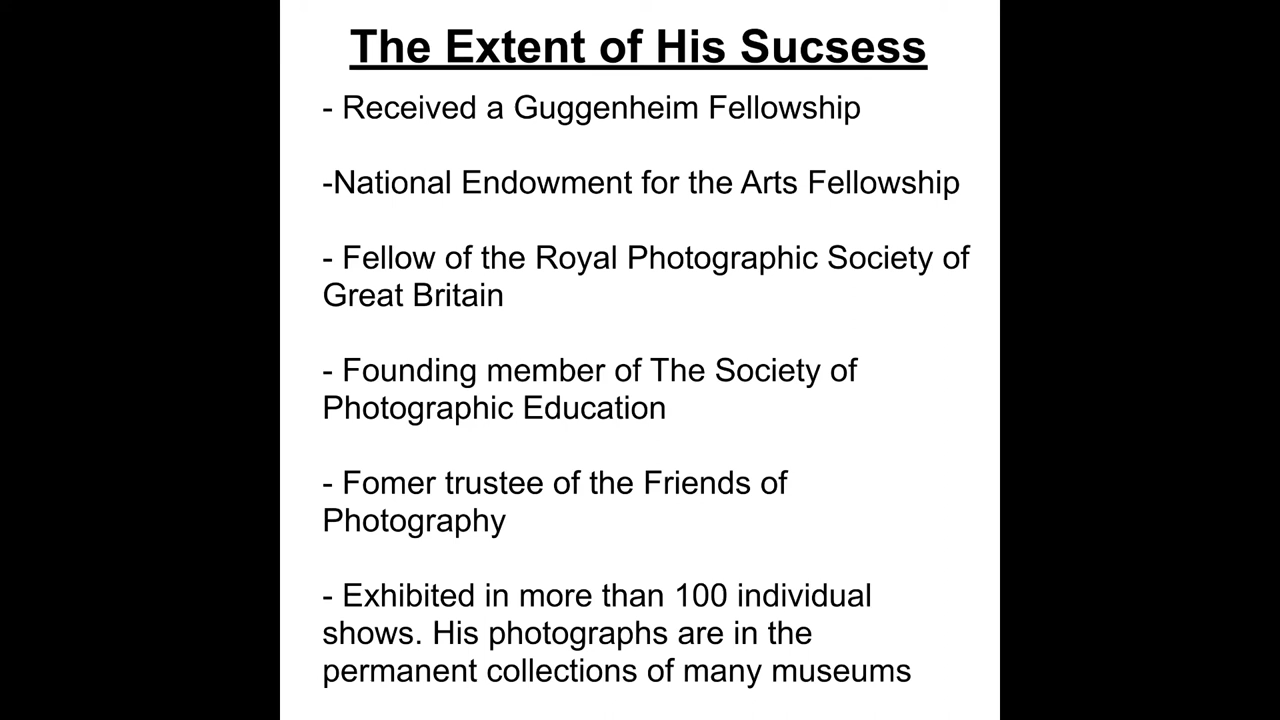 The Extent of His Sucsess
- Received a Guggenheim Fellowship
-National Endowment for the Arts Fellowship
- Fellow of the Royal Photographic Society of
Great Britain
- Founding member of The Society of
Photographic Education
- Fomer trustee of the Friends of
Photography
- Exhibited in more than 100 individual
shows. His photographs are in the
permanent collections of many museums